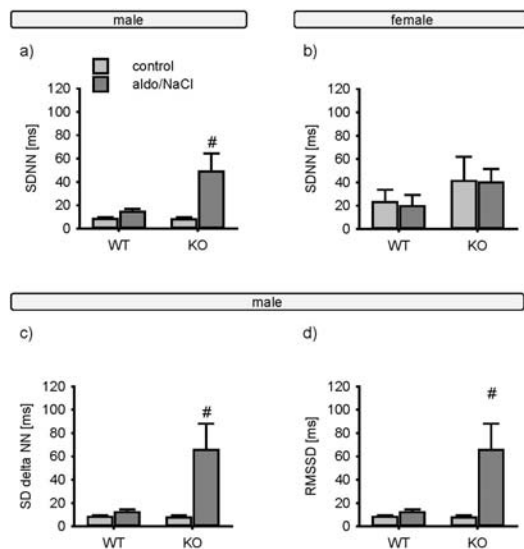 male
female
a)
control
aldo/NaCl
SDNN [ms]
120
100
80
60
40
20
0
#
WT
KO
b)
SDNN [ms]
120
100
80
60
40
20
0
WT
KO
male
c)
SD delta NN [ms]
120
100
80
60
40
20
0
#
WT
KO
d)
RMSSD [ms]
120
100
80
60
40
20
0
#
WT
KO